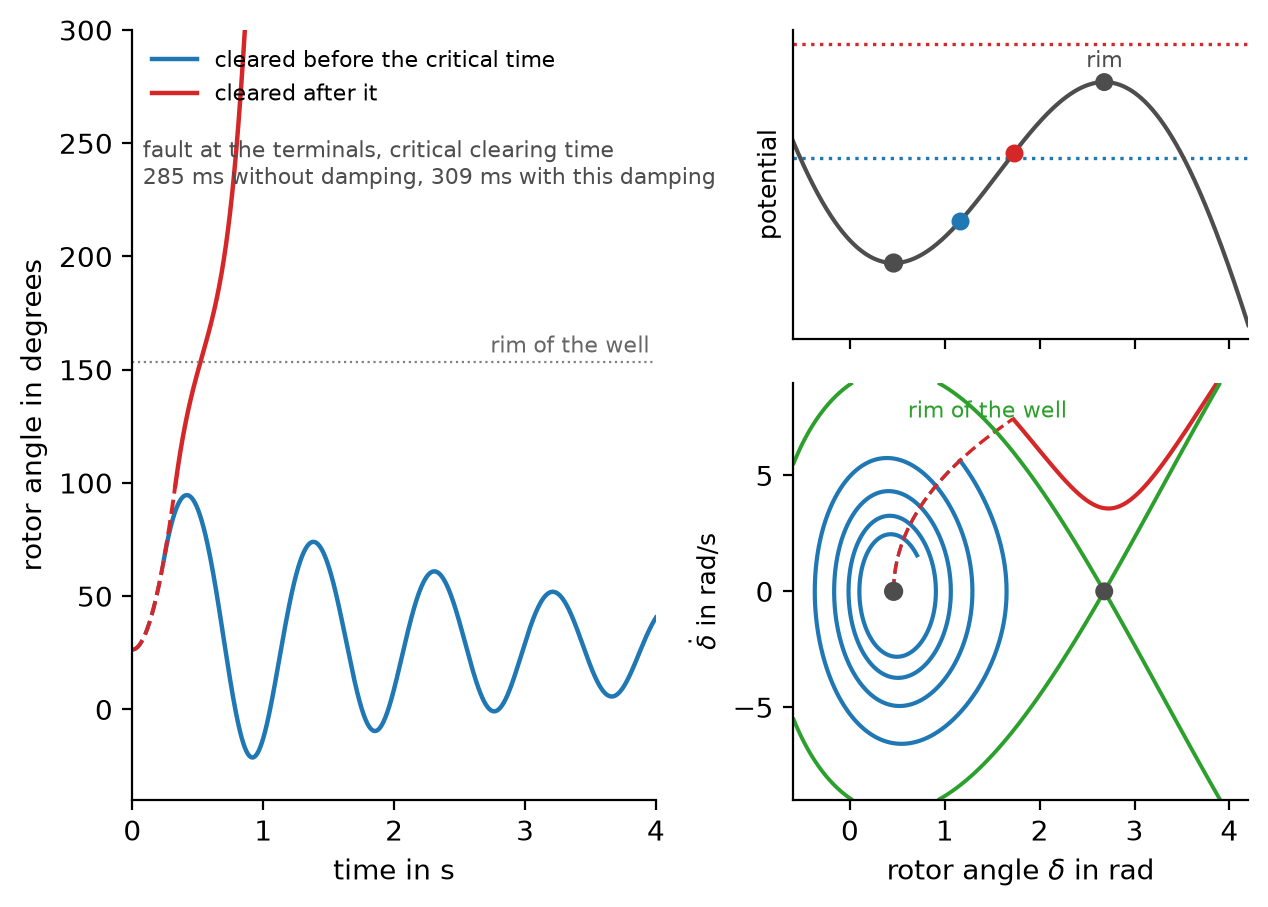 300
250
200
150
100
50
0
rotor angle in degrees
cleared before the critical time
cleared after it
fault at the terminals, critical clearing time
285 ms without damping, 309 ms with this damping
rim of the well
0 1 2 3 4
time in s
potential
rim
rim of the well
5
0
−5
δ̇ in rad/s
0 1 2 3 4
rotor angle δ in rad